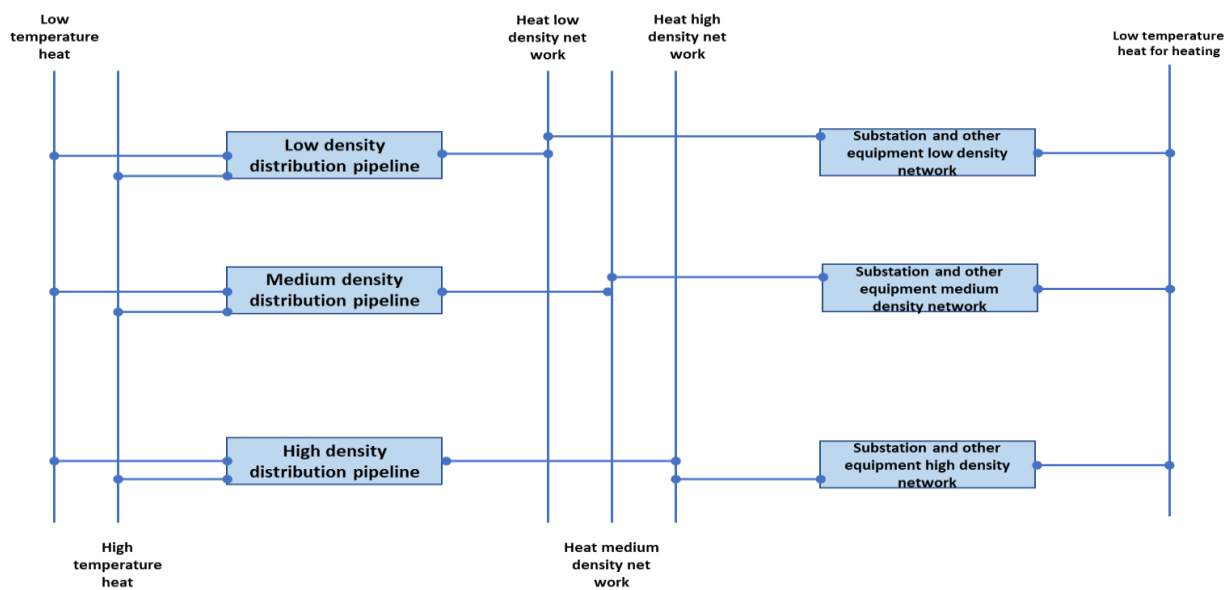 Low
temperature
heat
Heat low
density net
work
Heat high
density net
work
Low temperature
heat for heating
Low density
distribution pipeline
Substation and other
equipment low density
network
Medium density
distribution pipeline
Substation and other
equipment medium
density network
High density
distribution pipeline
Substation and other
equipment high density
network
High
temperature
heat
Heat medium
density net
work